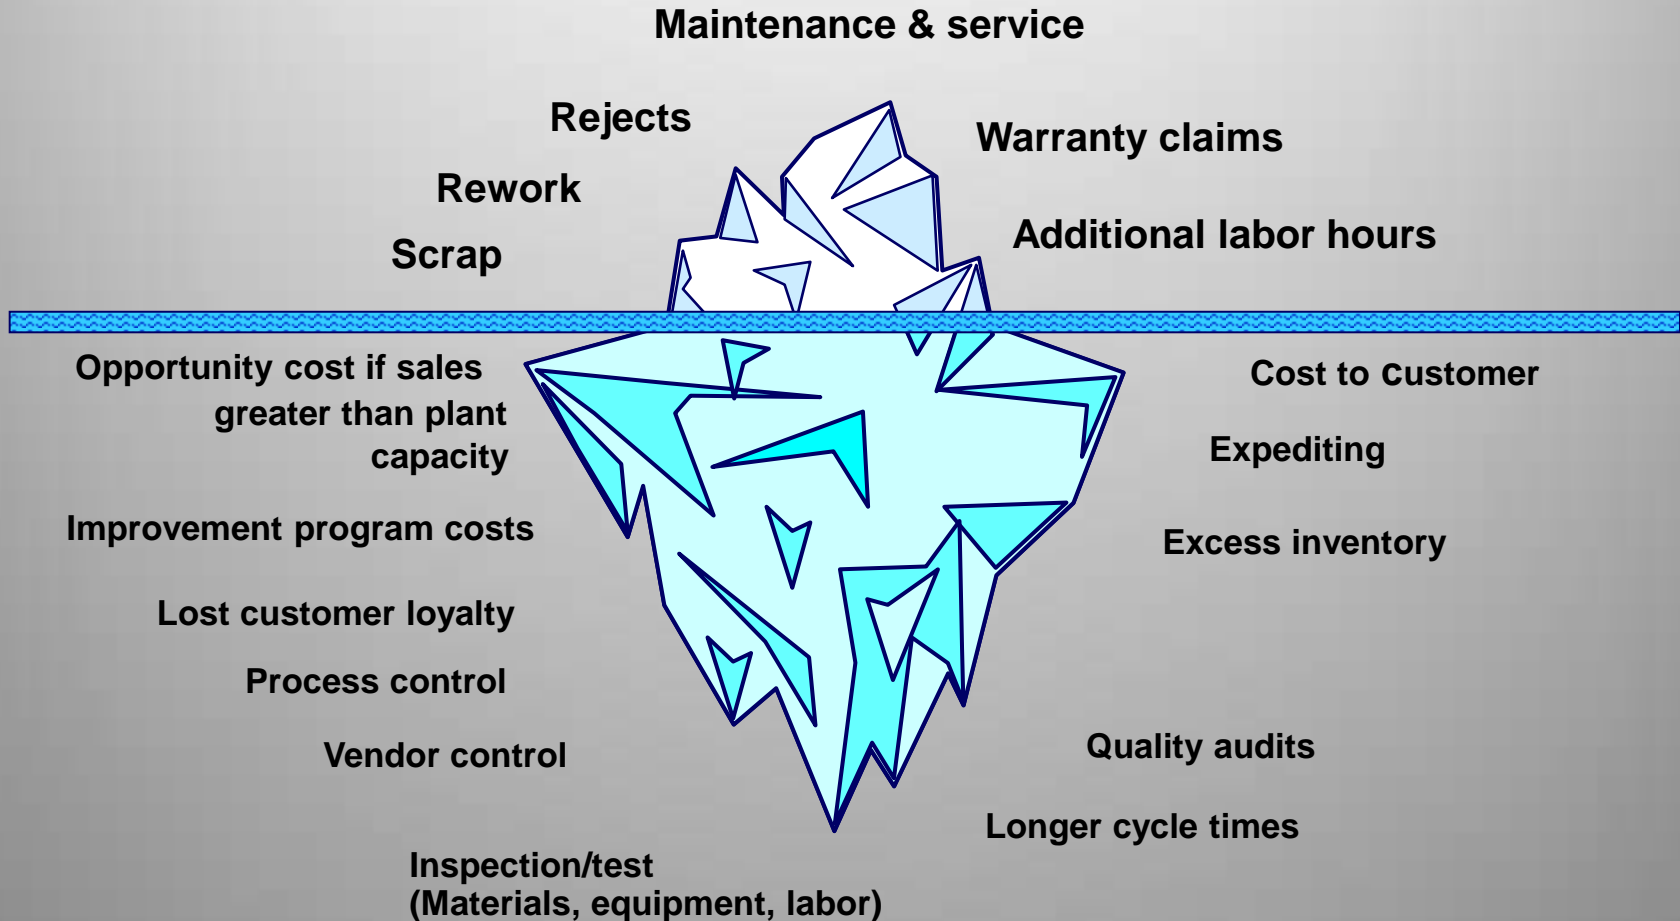 Maintenance & service
Rejects
Warranty claims
Rework
Additional labor hours
Scrap
Opportunity cost if sales
greater than plant
capacity
Cost to customer
Expediting
Improvement program costs
Excess inventory
Lost customer loyalty
Process control
Vendor control
Quality audits
Longer cycle times
Inspection/test
(Materials, equipment, labor)